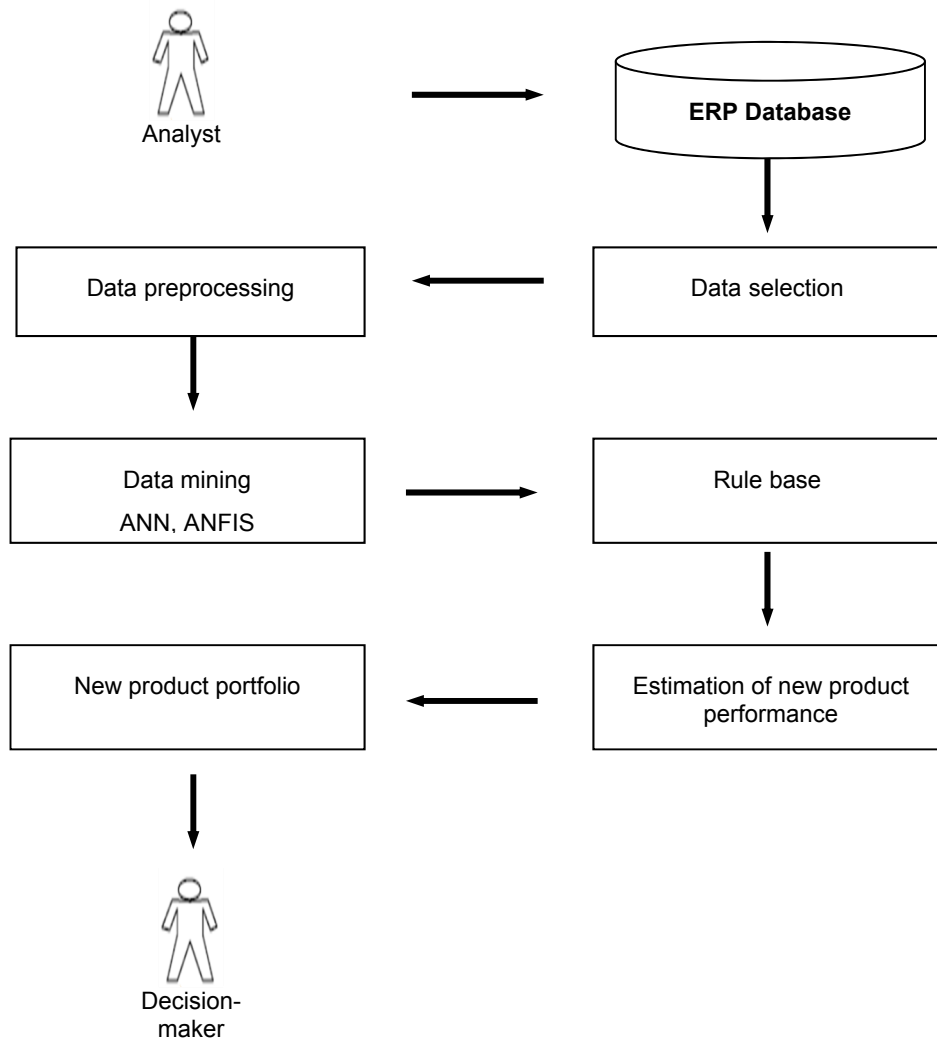 Analyst
ERP Database
Data preprocessing
Data selection
Data mining
ANN, ANFIS
Rule base
New product portfolio
Estimation of new product
performance
Decision-
maker